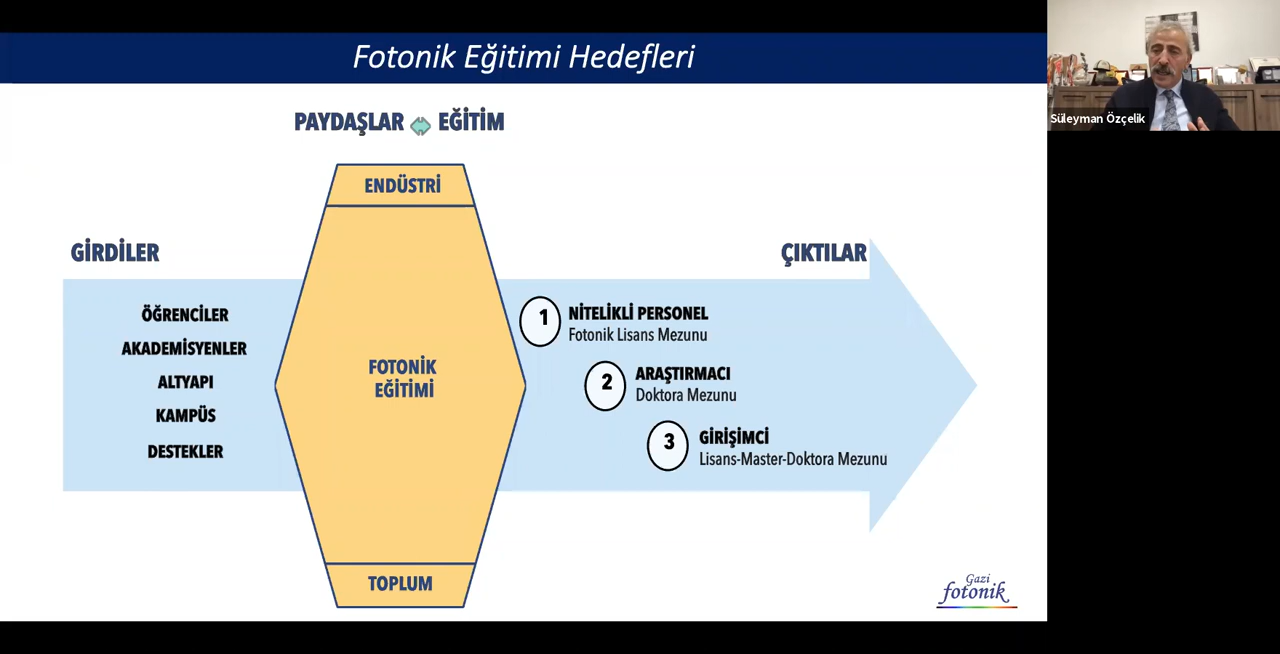 Fotonik Eğitimi Hedefleri
Süleyman Özçelik
PAYDAŞLAR EĞİTİM
ENDÜSTRİ
GİRDİLER
ÇIKTILAR
ÖĞRENCİLER
AKADEMİSYENLER
ALTYAPI
KAMPÜS
DESTEKLER
FOTONİK
EĞİTİMİ
1
NİTELİKLİ PERSONEL
Fotonik Lisans Mezunu
2
ARAŞTIRMACI
Doktora Mezunu
3
GİRİŞİMCİ
Lisans-Master-Doktora Mezunu
TOPLUM
Gazi
fotonik